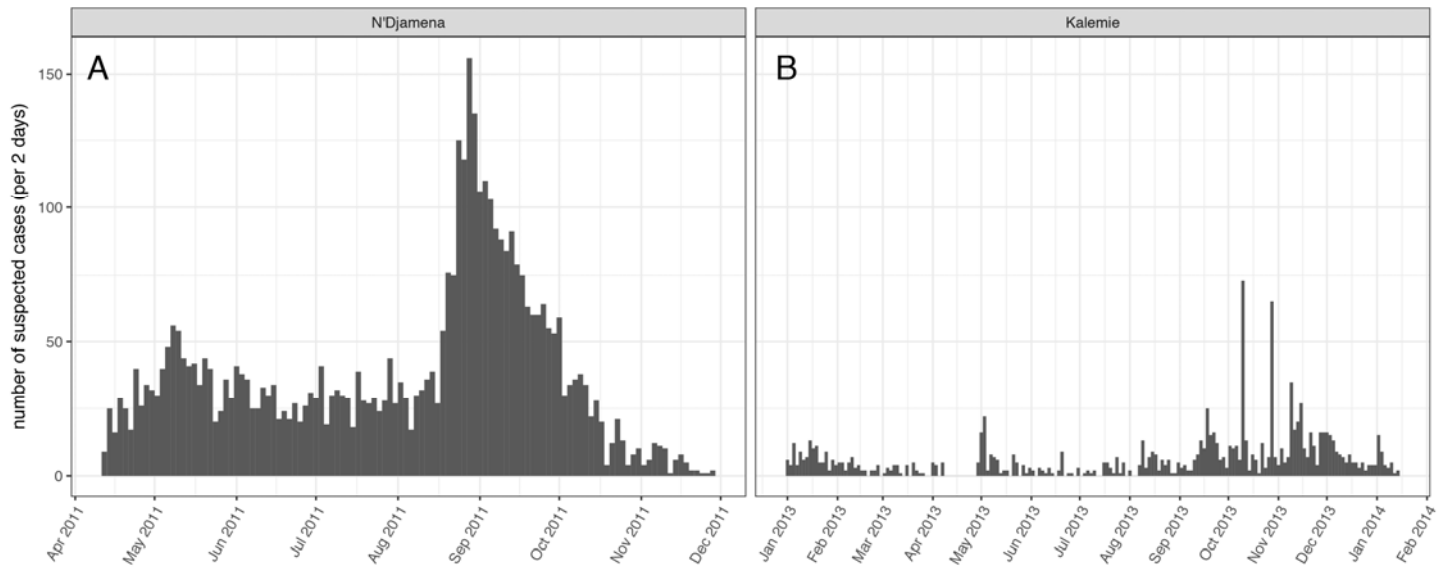 N'Djamena
Kalemie
A
B
number of suspected cases (per 2 days)
150
100
50
0
Apr 2011
May 2011
Jun 2011
Jul 2011
Aug 2011
Sep 2011
Oct 2011
Nov 2011
Dec 2011
Jan 2013
Feb 2013
Mar 2013
Apr 2013
May 2013
Jun 2013
Jul 2013
Aug 2013
Sep 2013
Oct 2013
Nov 2013
Dec 2013
Jan 2014
Feb 2014